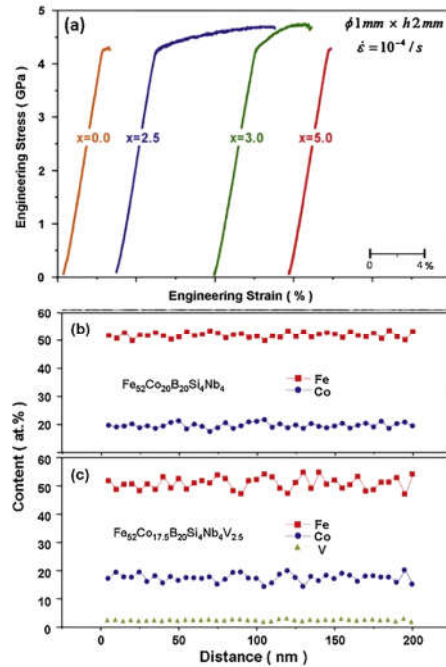 (a)
ϕ1mm × h2mm
ε̇ = 10⁻⁴ / s
Engineering Stress ( GPa )
5
4
3
2
1
0
x=0.0
x=2.5
x=3.0
x=5.0
0 4 %
Engineering Strain ( % )
(b)
60
50
40
30
20
10
Fe₅₂Co₂₀B₂₀Si₄Nb₄
Fe
Co
Content ( at.% )
(c)
60
50
40
30
20
10
0
Fe₅₂Co₁₇.₅B₂₀Si₄Nb₄V₂.₅
Fe
Co
V
0 50 100 150 200
Distance ( nm )